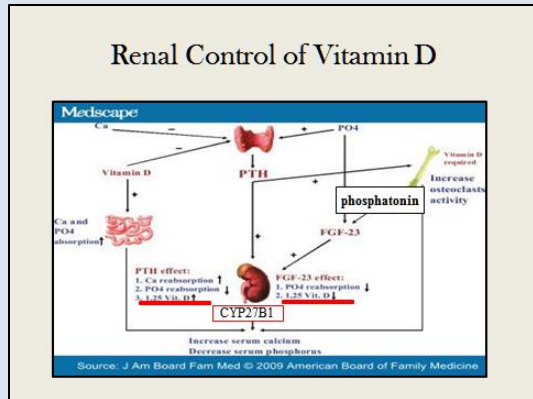 Renal Control of Vitamin D
Medscape
Ca
−
+
PO4
−
Vitamin D
PTH
+
Vitamin D
required
+
phosphatonin
Increase
osteoclasts
activity
Ca and
PO4
absorption↑
FGF-23
+
+
PTH effect:
1. Ca reabsorption ↑
2. PO4 reabsorption ↓
3. 1,25 Vit. D↑
FGF-23 effect:
1. PO4 reabsorption ↓
2. 1,25 Vit. D↓
CYP27B1
Increase serum calcium
Decrease serum phosphorus
Source: J Am Board Fam Med © 2009 American Board of Family Medicine